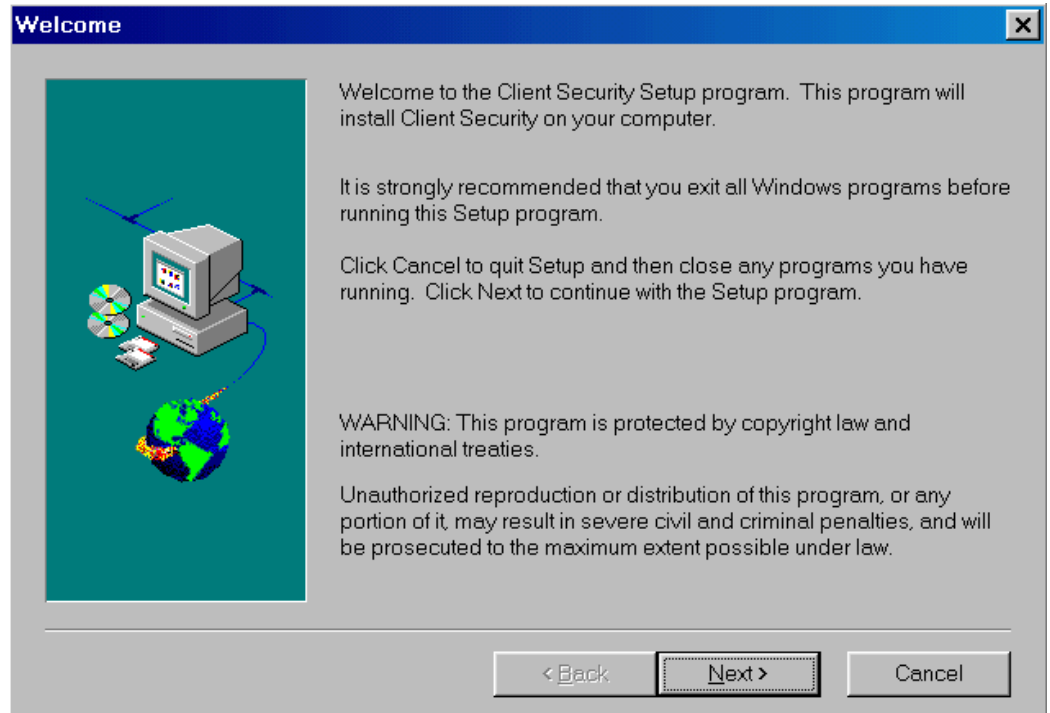 Welcome
Welcome to the Client Security Setup program. This program will
install Client Security on your computer.
It is strongly recommended that you exit all Windows programs before
running this Setup program.
Click Cancel to quit Setup and then close any programs you have
running. Click Next to continue with the Setup program.
WARNING: This program is protected by copyright law and
international treaties.
Unauthorized reproduction or distribution of this program, or any
portion of it, may result in severe civil and criminal penalties, and will
be prosecuted to the maximum extent possible under law.
< Back
Next >
Cancel